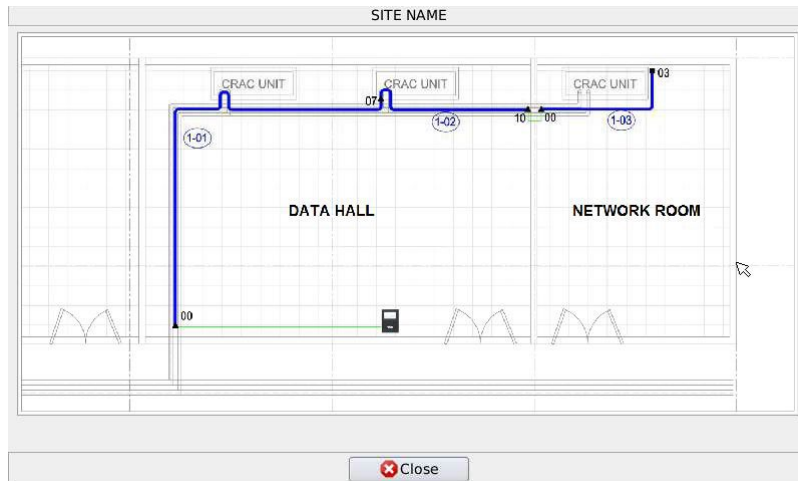 SITE NAME
CRAC UNIT
CRAC UNIT
CRAC UNIT
03
07
10
00
1-01
1-02
1-03
DATA HALL
NETWORK ROOM
00
Close